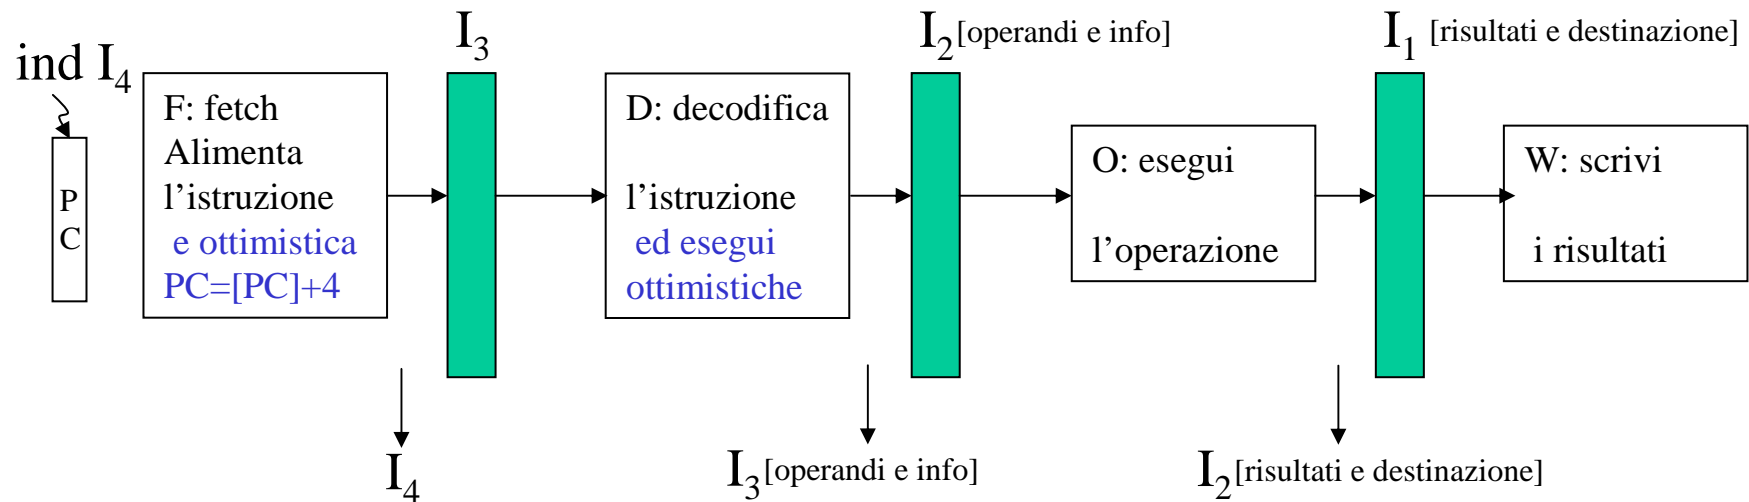 ind I₄
I₃
I₂ [operandi e info]
I₁ [risultati e destinazione]
P
C
F: fetch
Alimenta
l’istruzione
e ottimistica
PC=[PC]+4
D: decodifica
l’istruzione
ed esegui
ottimistiche
O: esegui
l’operazione
W: scrivi
i risultati
I₄
I₃ [operandi e info]
I₂ [risultati e destinazione]